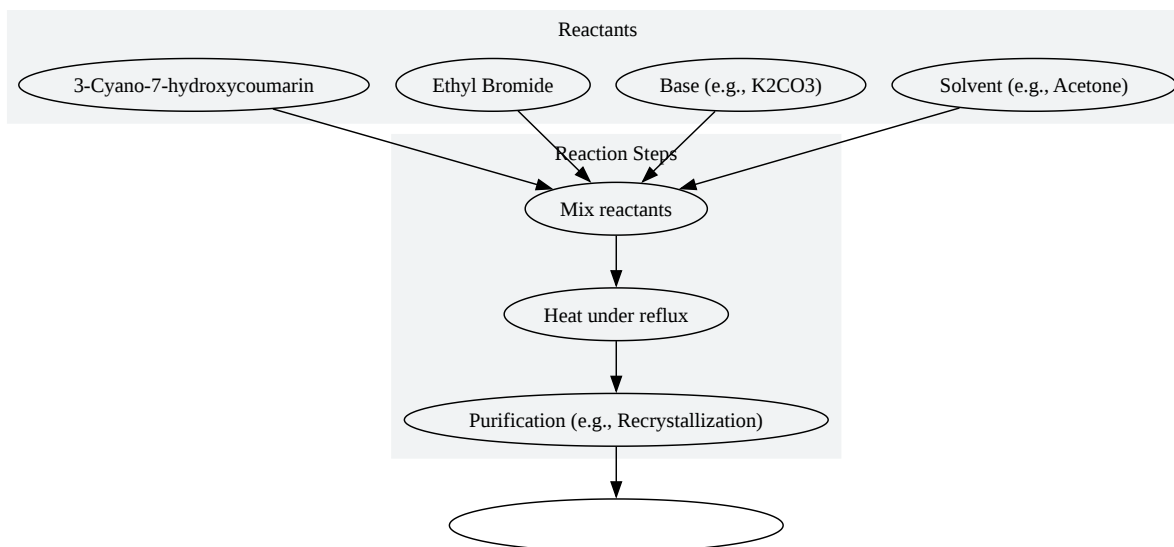 Reactants
3-Cyano-7-hydroxycoumarin
Ethyl Bromide
Base (e.g., K2CO3)
Solvent (e.g., Acetone)
Reaction Steps
Mix reactants
Heat under reflux
Purification (e.g., Recrystallization)